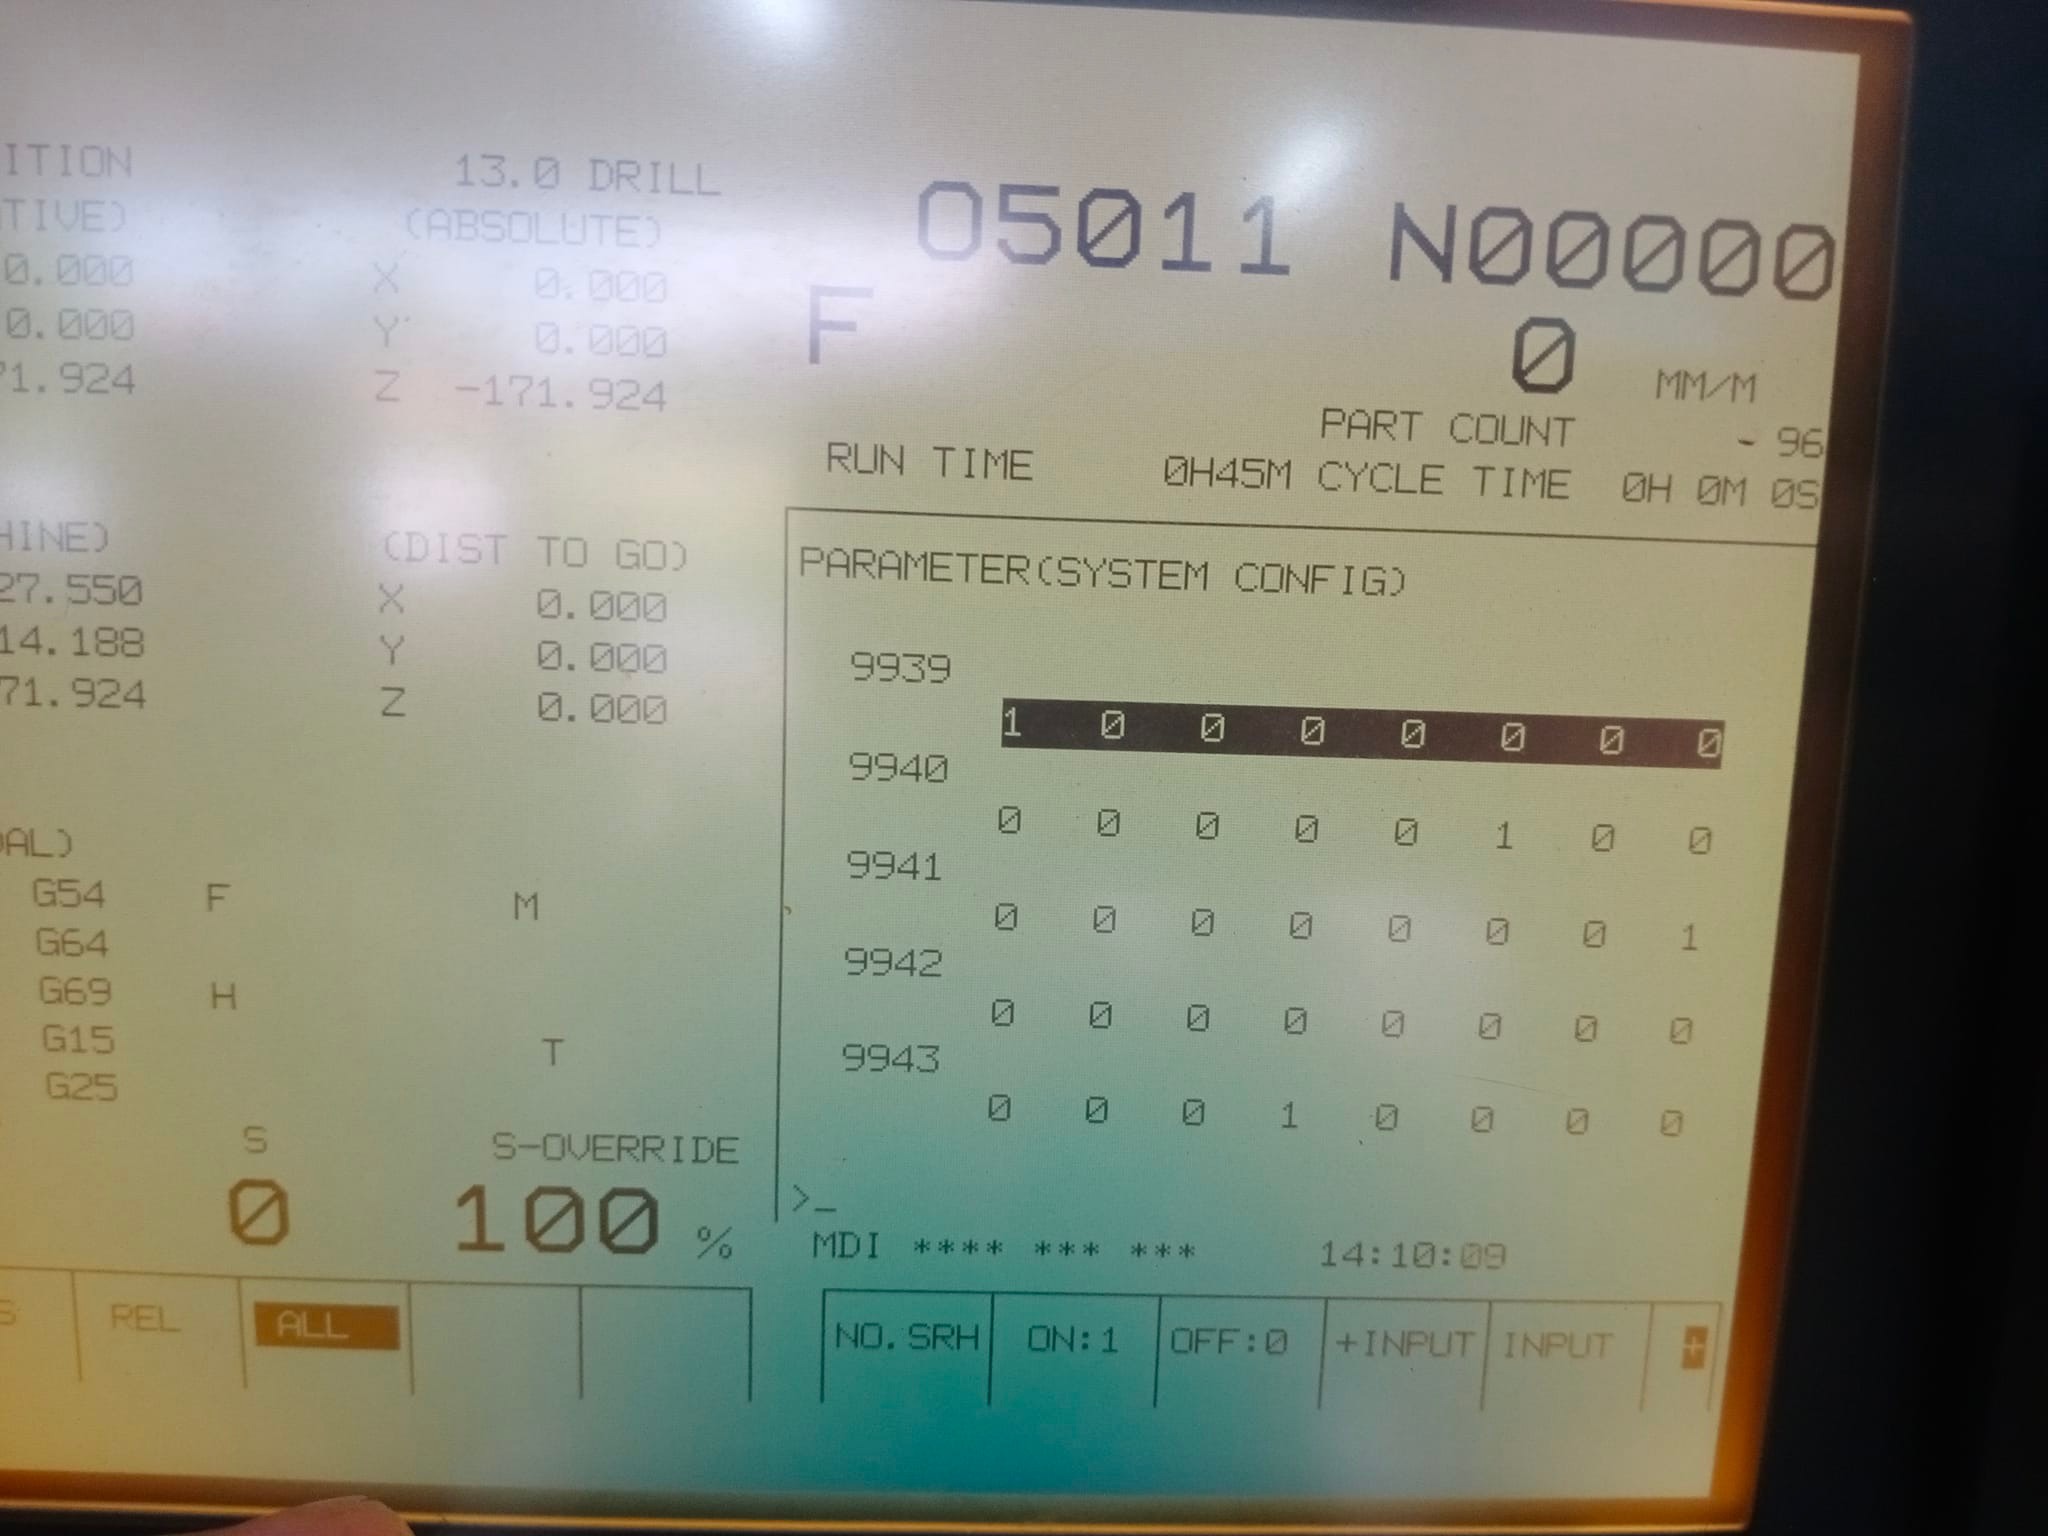 ITION 13.0 DRILL
TIVE) (ABSOLUTE)
0.000 X 0.000
0.000 Y 0.000
71.924 Z -171.924
HINE) (DIST TO GO)
27.550 X 0.000
14.188 Y 0.000
71.924 Z 0.000
AL)
G54 F M
G64
G69 H
G15 T
G25
S S-OVERRIDE
0 100 %
S REL ALL
O5011 N00000
F 0 MM/M
PART COUNT - 96
RUN TIME 0H45M CYCLE TIME 0H 0M 0S
PARAMETER(SYSTEM CONFIG)
9939
1 0 0 0 0 0 0 0
9940
0 0 0 0 0 1 0 0
9941
0 0 0 0 0 0 0 1
9942
0 0 0 0 0 0 0 0
9943
0 0 0 1 0 0 0 0
>_
MDI **** *** *** 14:10:09
NO.SRH ON:1 OFF:0 +INPUT INPUT +